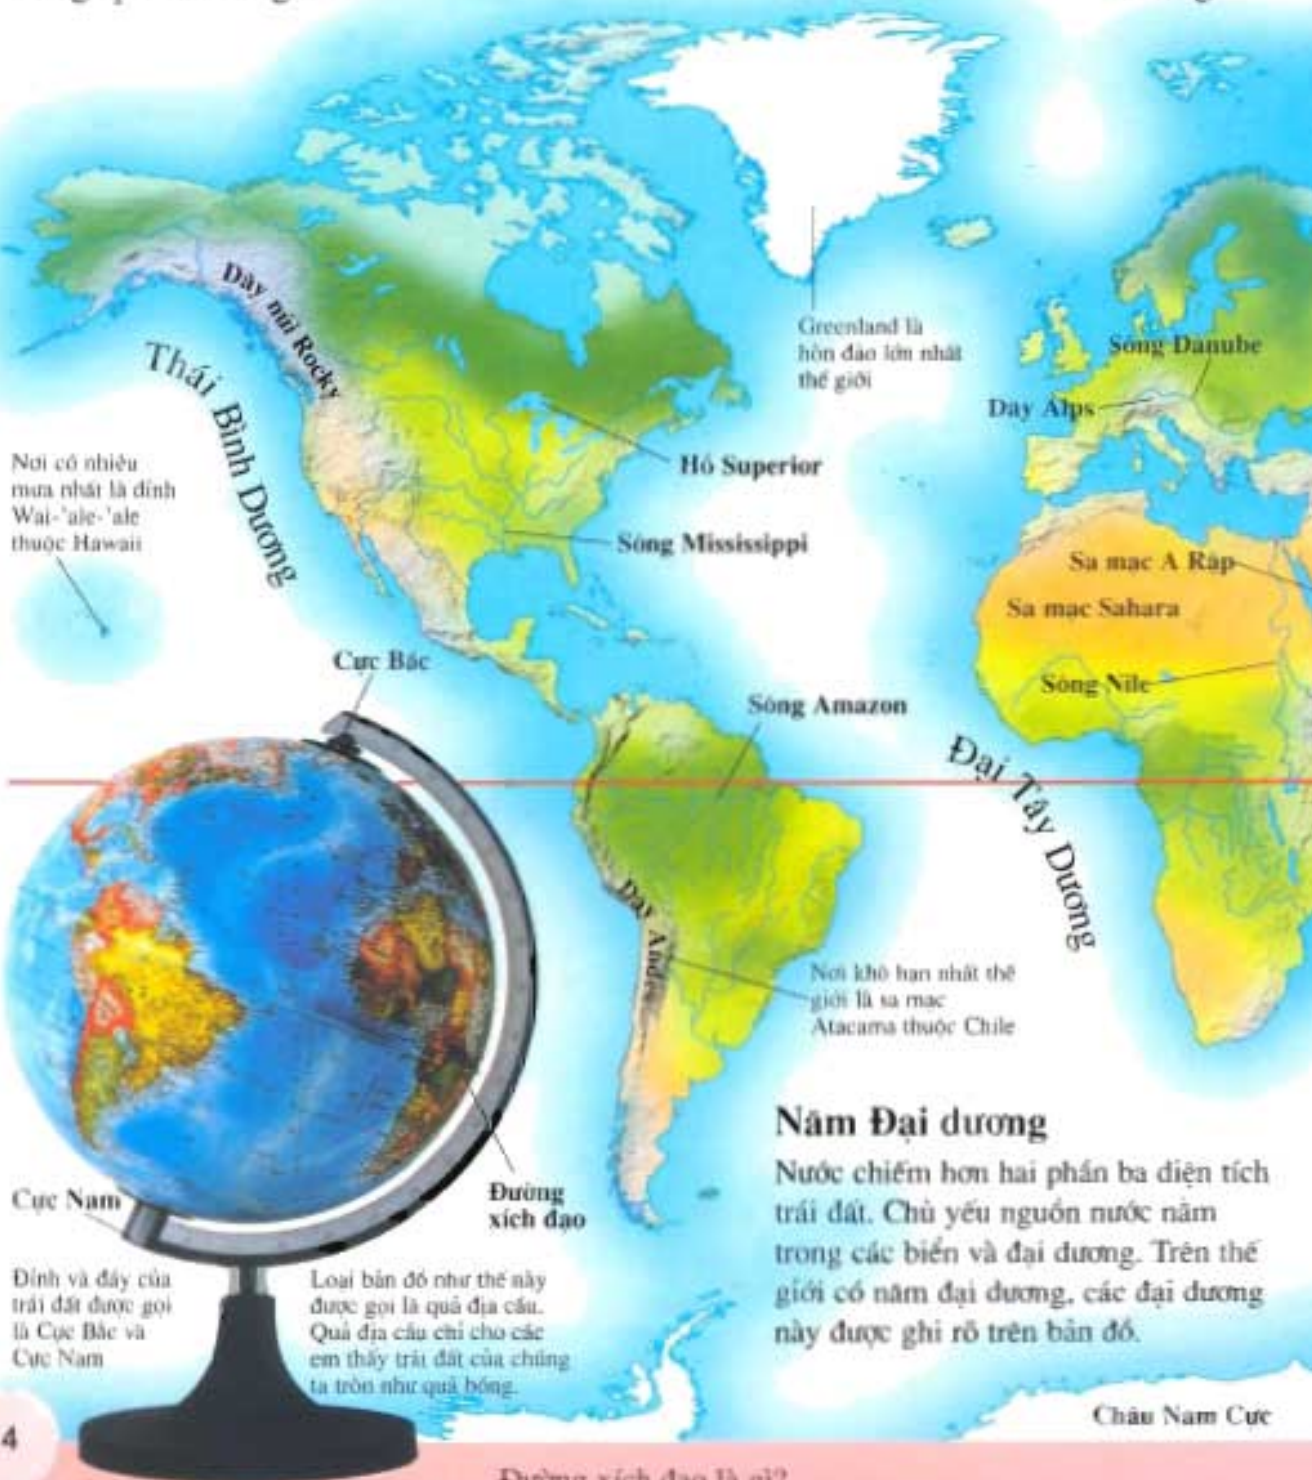 Dãy núi Rocky
Thái Bình Dương
Greenland là
hòn đảo lớn nhất
thế giới
Sông Danube
Dãy Alps
Hồ Superior
Nơi có nhiều
mưa nhất là đỉnh
Wai-'ale-'ale
thuộc Hawaii
Sông Mississippi
Sa mạc Ả Rập
Sa mạc Sahara
Sông Nile
Cực Bắc
Sông Amazon
Đại Tây Dương
Dãy Andes
Nơi khô hạn nhất thế
giới là sa mạc
Atacama thuộc Chile
Năm Đại dương
Nước chiếm hơn hai phần ba diện tích
trái đất. Chủ yếu nguồn nước nằm
trong các biển và đại dương. Trên thế
giới có năm đại dương, các đại dương
này được ghi rõ trên bản đồ.
Cực Nam
Đường
xích đạo
Đỉnh và đáy của
trái đất được gọi
là Cực Bắc và
Cực Nam
Loại bản đồ như thế này
được gọi là quả địa cầu.
Quả địa cầu chỉ cho các
em thấy trái đất của chúng
ta tròn như quả bóng.
Châu Nam Cực
4
Đường xích đạo là gì?